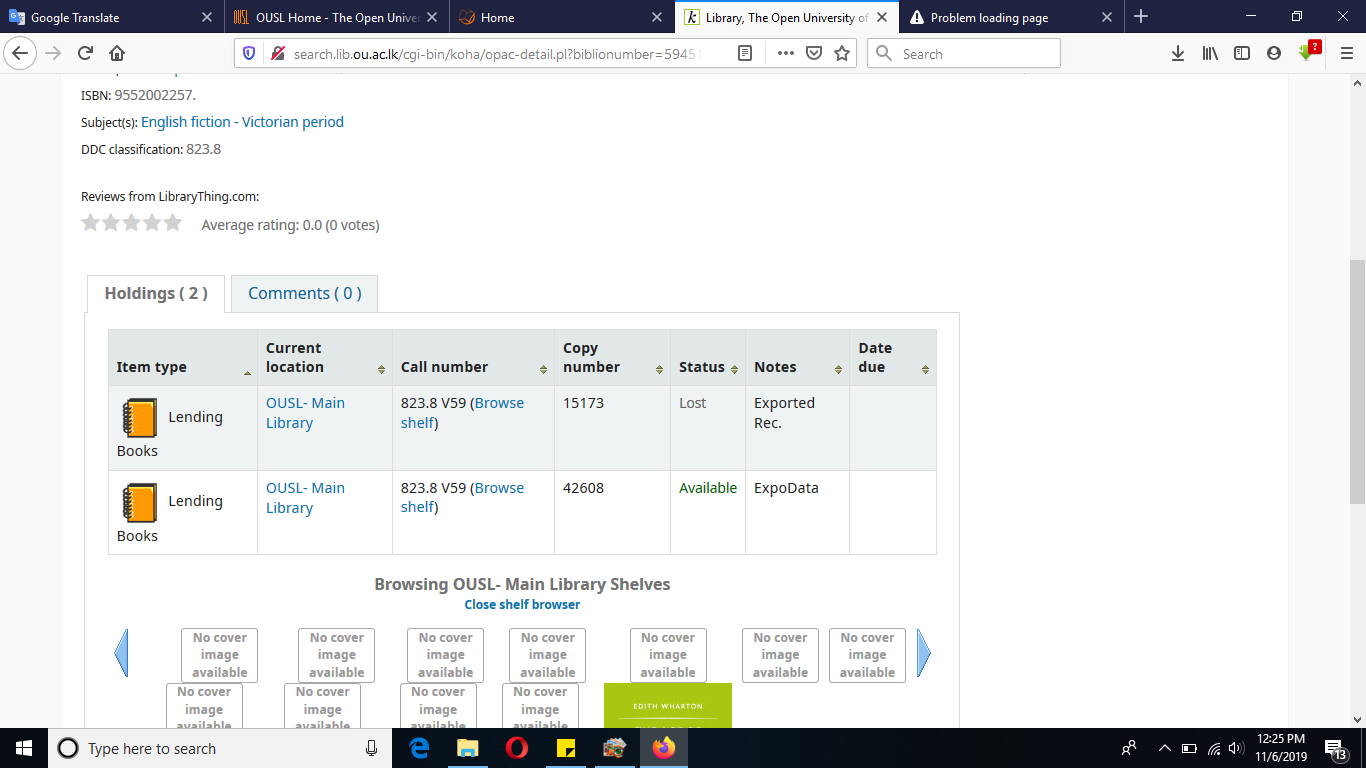 Google Translate
OUSL Home - The Open Univer
Home
Library, The Open University of
Problem loading page
search.lib.ou.ac.lk/cgi-bin/koha/opac-detail.pl?biblionumber=5945
Search
?
ISBN: 9552002257.
Subject(s): English fiction - Victorian period
DDC classification: 823.8
Reviews from LibraryThing.com:
Average rating: 0.0 (0 votes)
Holdings ( 2 )
Comments ( 0 )
Item type
Current
location
Call number
Copy
number
Status
Notes
Date
due
Lending
Books
OUSL- Main
Library
823.8 V59 (Browse
shelf)
15173
Lost
Exported
Rec.
Lending
Books
OUSL- Main
Library
823.8 V59 (Browse
shelf)
42608
Available
ExpoData
Browsing OUSL- Main Library Shelves
Close shelf browser
No cover
image
available
No cover
image
available
No cover
image
available
No cover
image
available
No cover
image
available
No cover
image
available
No cover
image
available
No cover
image
available
No cover
image
available
No cover
image
available
No cover
image
available
EDITH WHARTON
Type here to search
12:25 PM
11/6/2019
13